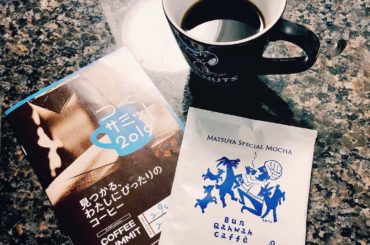 サミット
2019
見つかる、
わたしにぴったりの
コーヒー
COFFEE
SUMMIT
MATSUYA SPECIAL MOCHA
Bun
Qahwah
Caffé